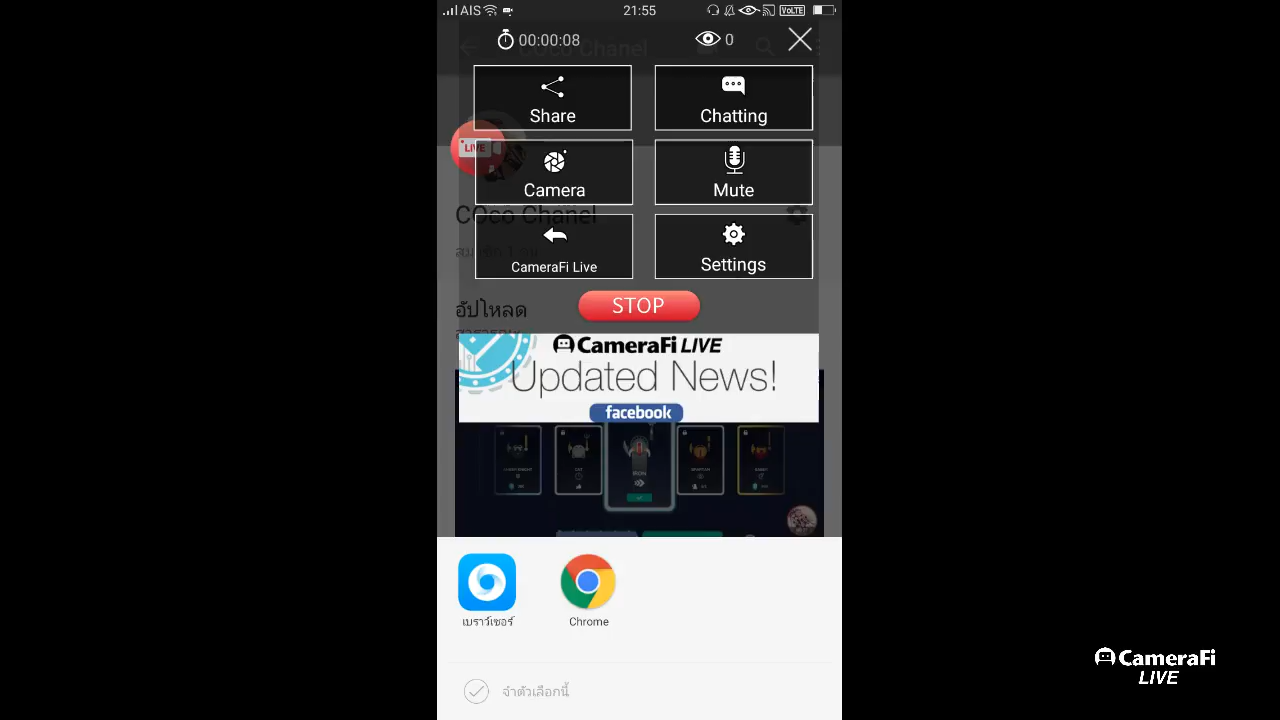 AIS
21:55
VoLTE
00:00:08
0
Share
Chatting
LIVE
Camera
Mute
COco Chanel
CameraFi Live
Settings
อัปโหลด
STOP
CameraFi LIVE
Updated News!
facebook
เบราว์เซอร์
Chrome
จำตัวเลือกนี้
CameraFi
LIVE